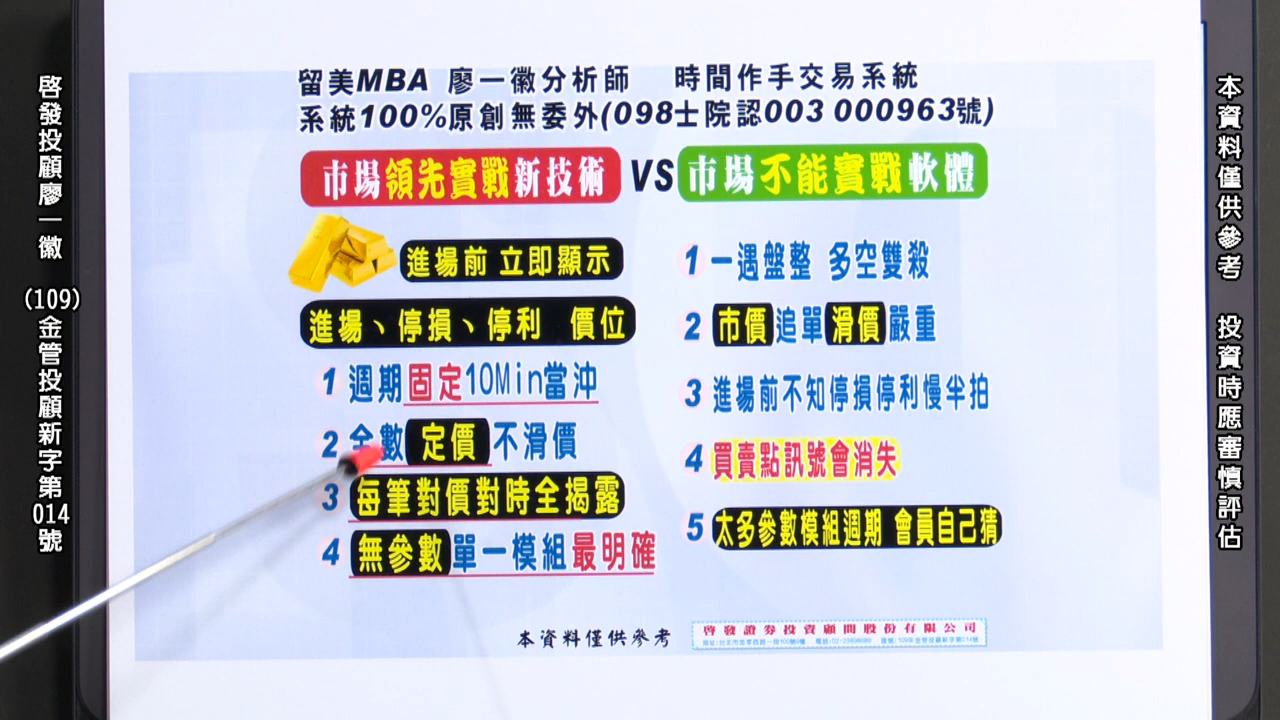 啓發投顧廖一徽 (109)金管投顧新字第014號
留美MBA 廖一徽分析師 時間作手交易系統
系統100%原創無委外(098士院認003 000963號)
市場領先實戰新技術 VS 市場不能實戰軟體
進場前 立即顯示
進場、停損、停利 價位
1 週期固定10Min當沖
2 全數 定價 不滑價
3 每筆對價對時全揭露
4 無參數單一模組最明確
1 一遇盤整 多空雙殺
2 市價追單滑價嚴重
3 進場前不知停損停利慢半拍
4 買賣點訊號會消失
5 太多參數模組週期 會員自己猜
本資料僅供參考
啓發證券投資顧問股份有限公司
本資料僅供參考 投資時應審慎評估